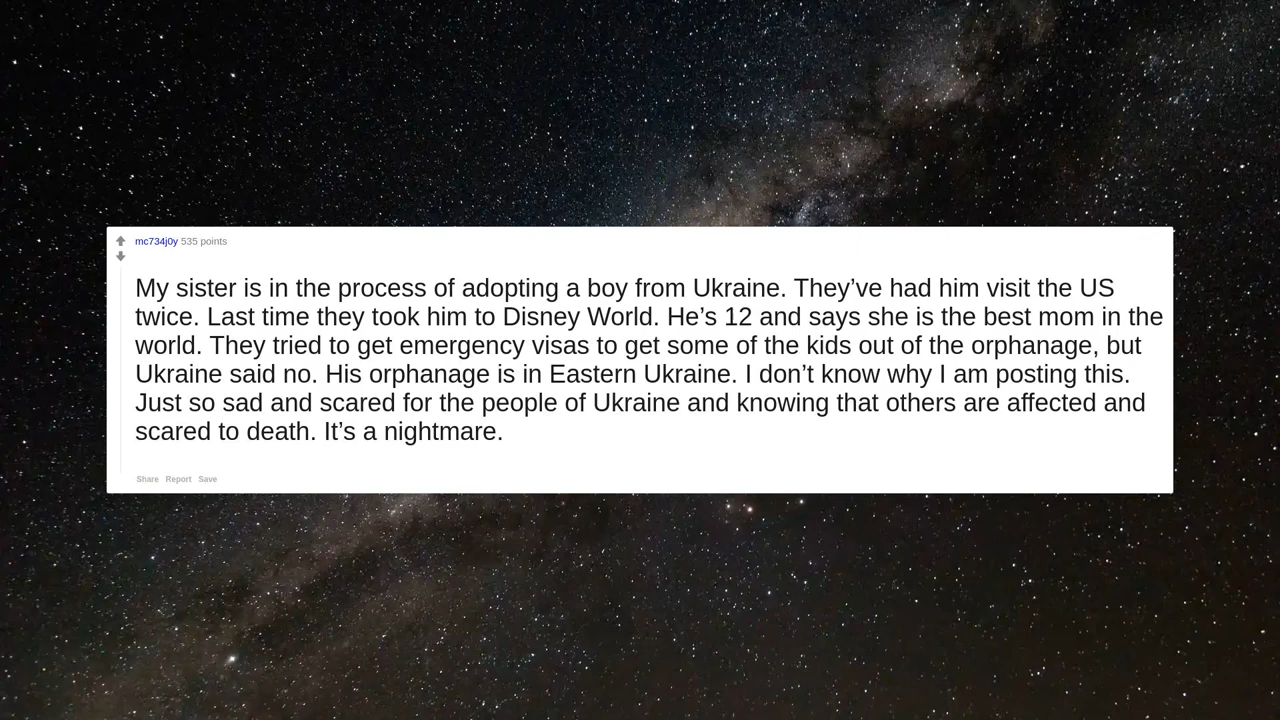 mc734j0y 535 points
My sister is in the process of adopting a boy from Ukraine. They’ve had him visit the US
twice. Last time they took him to Disney World. He’s 12 and says she is the best mom in the
world. They tried to get emergency visas to get some of the kids out of the orphanage, but
Ukraine said no. His orphanage is in Eastern Ukraine. I don’t know why I am posting this.
Just so sad and scared for the people of Ukraine and knowing that others are affected and
scared to death. It’s a nightmare.
Share Report Save